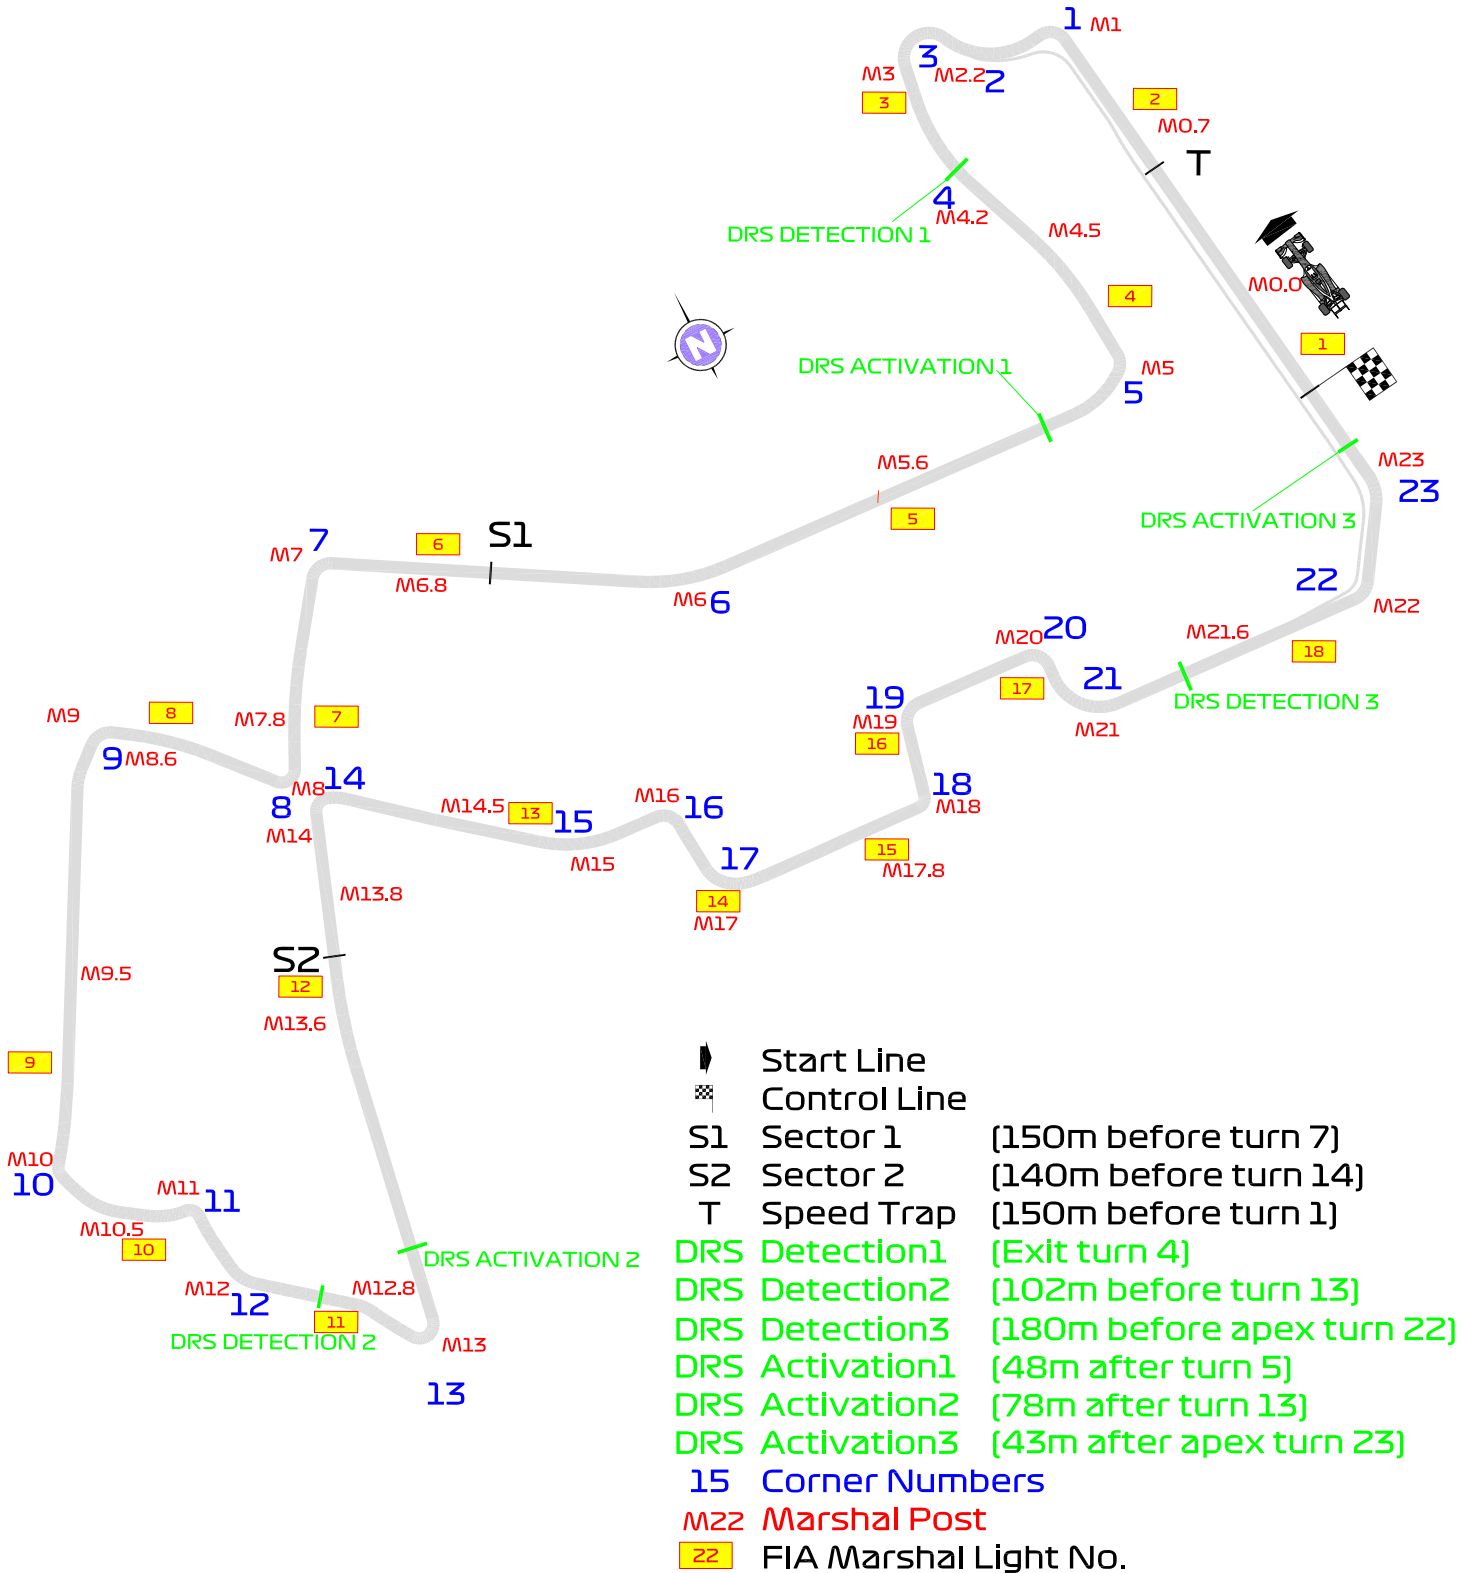 1 M1
3
M3 M2.2 2
3
2
M0.7
T
4
M4.2
DRS DETECTION 1
M4.5
M0.0
4
1
N
DRS ACTIVATION 1
M5
5
M5.6
M23
23
5
DRS ACTIVATION 3
S1
7
6
M7
M6.8
22
M6 6
M22
M21.6
20
M20
18
21
17
19
DRS DETECTION 3
8
M9
M7.8
7
M19
M21
16
9 M8.6
14
M8
18
8
M14.5
13
15
M16 16
M18
M14
M15
17
15
M17.8
M13.8
14
M17
S2
M9.5
12
M13.6
9
M10
10
M11
11
M10.5
10
DRS ACTIVATION 2
M12
12
M12.8
11
DRS DETECTION 2
M13
13
Start Line
Control Line
S1 Sector 1 (150m before turn 7)
S2 Sector 2 (140m before turn 14)
T Speed Trap (150m before turn 1)
DRS Detection1 (Exit turn 4)
DRS Detection2 (102m before turn 13)
DRS Detection3 (180m before apex turn 22)
DRS Activation1 (48m after turn 5)
DRS Activation2 (78m after turn 13)
DRS Activation3 (43m after apex turn 23)
15 Corner Numbers
M22 Marshal Post
22 FIA Marshal Light No.